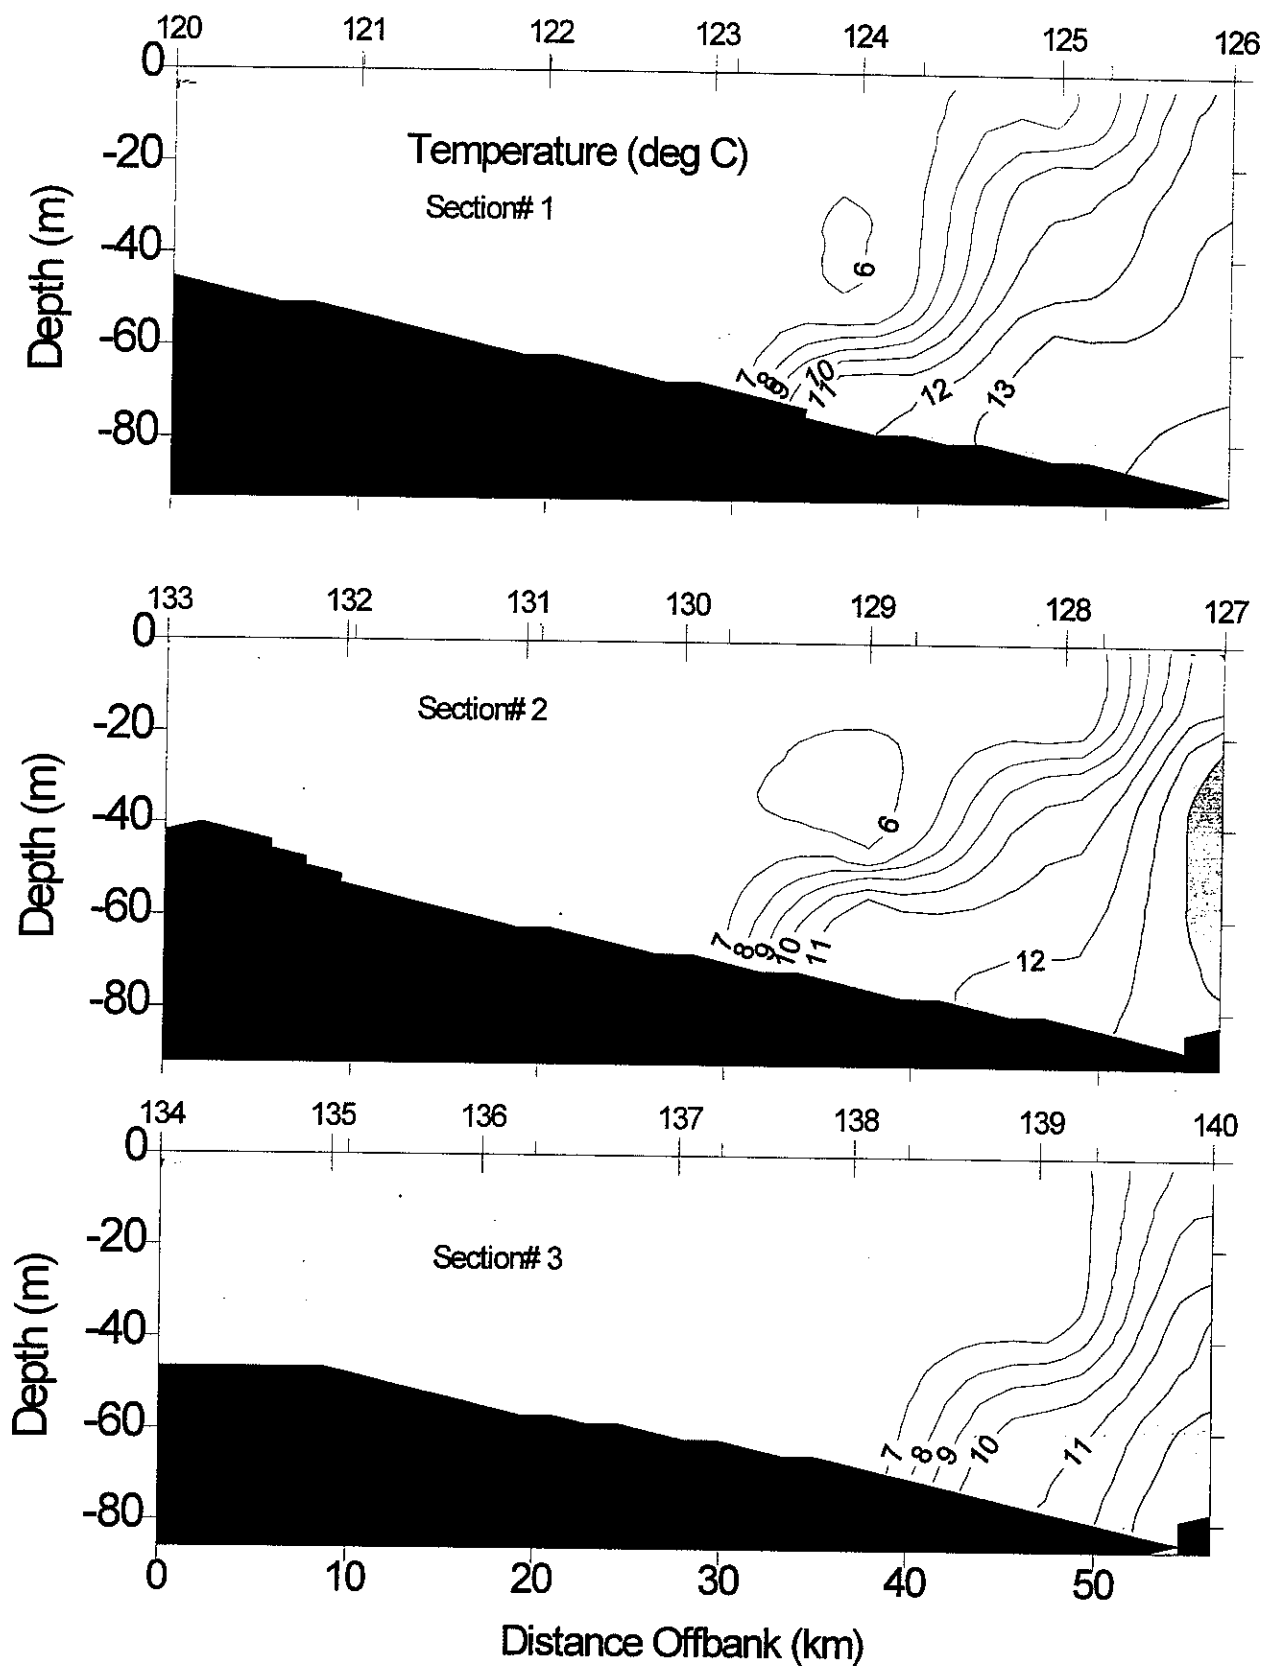 120 121 122 123 124 125 126
0
Temperature (deg C)
-20
Section# 1
Depth (m)
-40
6
-60
7 8 9 10 11 12 13
-80
133 132 131 130 129 128 127
0
Section# 2
-20
Depth (m)
-40
6
-60
7 8 9 10 11 12
-80
134 135 136 137 138 139 140
0
-20
Section# 3
Depth (m)
-40
-60
7 8 9 10 11
-80
0 10 20 30 40 50
Distance Offbank (km)